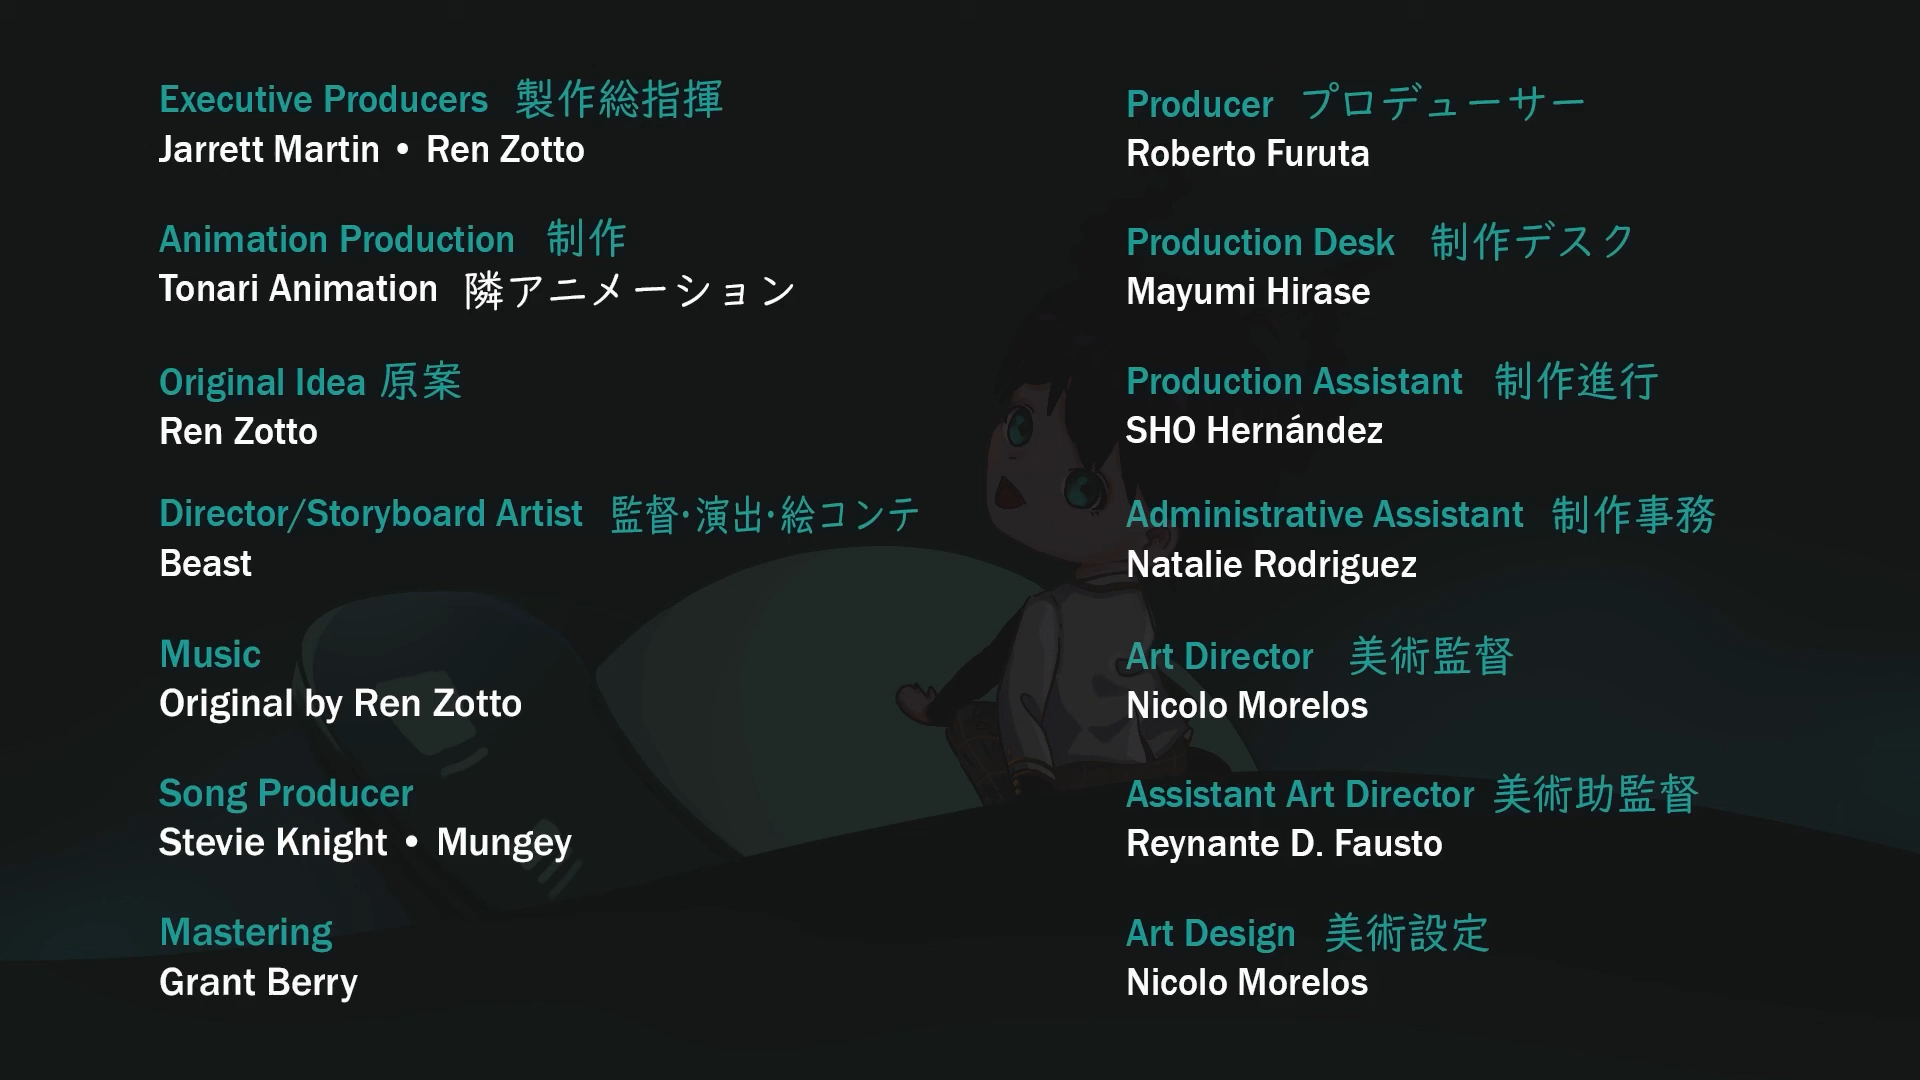 Executive Producers 製作総指揮
Jarrett Martin • Ren Zotto
Animation Production 制作
Tonari Animation 隣アニメーション
Original Idea 原案
Ren Zotto
Director/Storyboard Artist 監督・演出・絵コンテ
Beast
Music
Original by Ren Zotto
Song Producer
Stevie Knight • Mungey
Mastering
Grant Berry
Producer プロデューサー
Roberto Furuta
Production Desk 制作デスク
Mayumi Hirase
Production Assistant 制作進行
SHO Hernández
Administrative Assistant 制作事務
Natalie Rodriguez
Art Director 美術監督
Nicolo Morelos
Assistant Art Director 美術助監督
Reynante D. Fausto
Art Design 美術設定
Nicolo Morelos